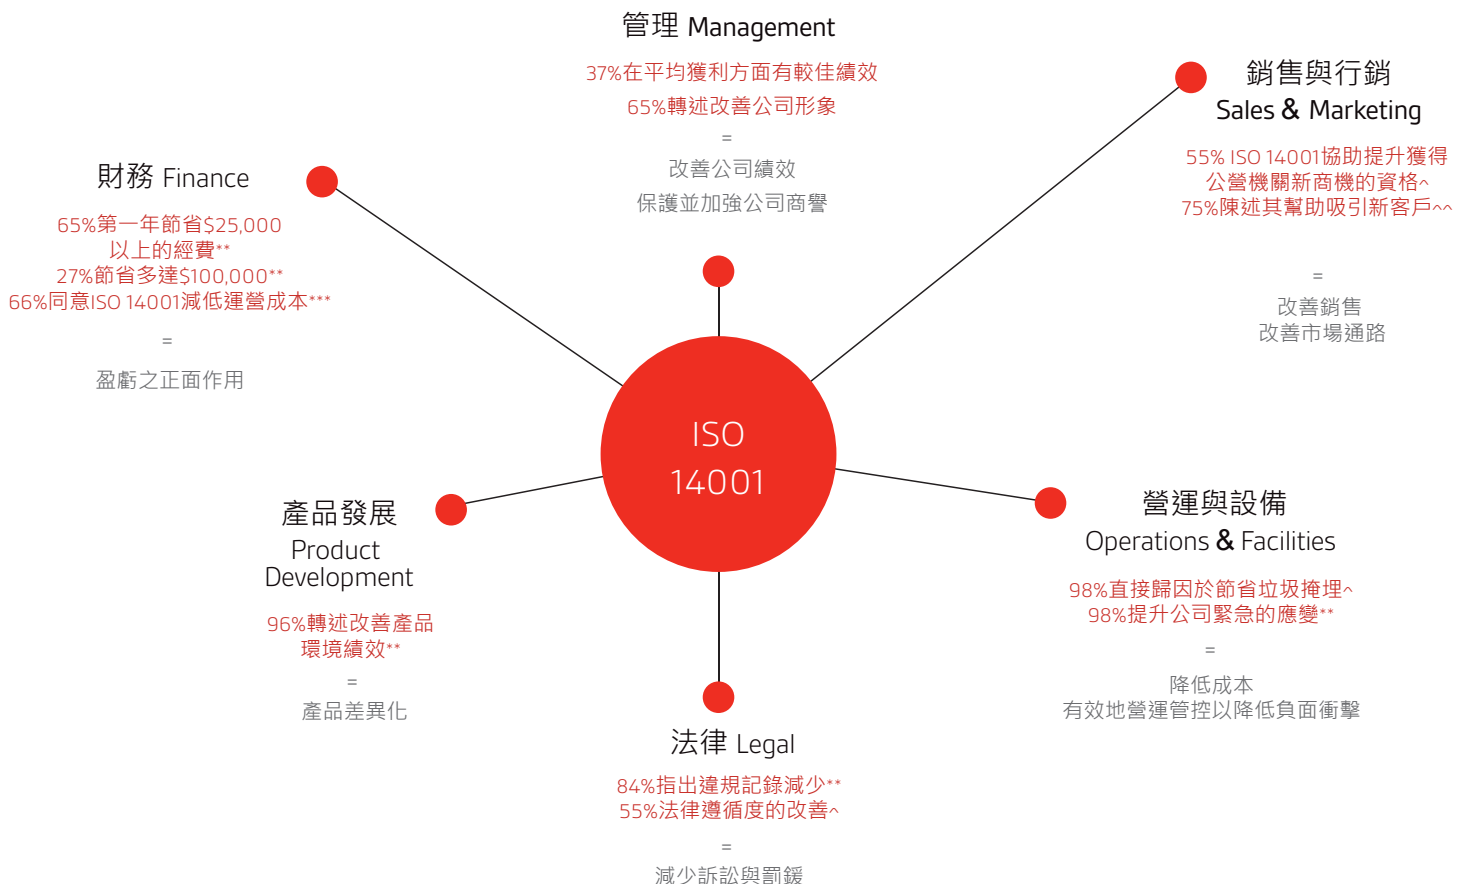 管理 Management
37%在平均獲利方面有較佳績效
65%轉述改善公司形象
=
改善公司績效
保護並加強公司商譽
銷售與行銷
Sales & Marketing
55% ISO 14001協助提升獲得
公營機關新商機的資格^
75%陳述其幫助吸引新客戶^^
=
改善銷售
改善市場通路
財務 Finance
65%第一年節省$25,000
以上的經費**
27%節省多達$100,000**
66%同意ISO 14001減低運營成本***
=
盈虧之正面作用
ISO
14001
產品發展
Product
Development
96%轉述改善產品
環境績效**
=
產品差異化
營運與設備
Operations & Facilities
98%直接歸因於節省垃圾掩埋^
98%提升公司緊急的應變**
=
降低成本
有效地營運管控以降低負面衝擊
法律 Legal
84%指出違規記錄減少**
55%法律遵循度的改善^
=
減少訴訟與罰鍰